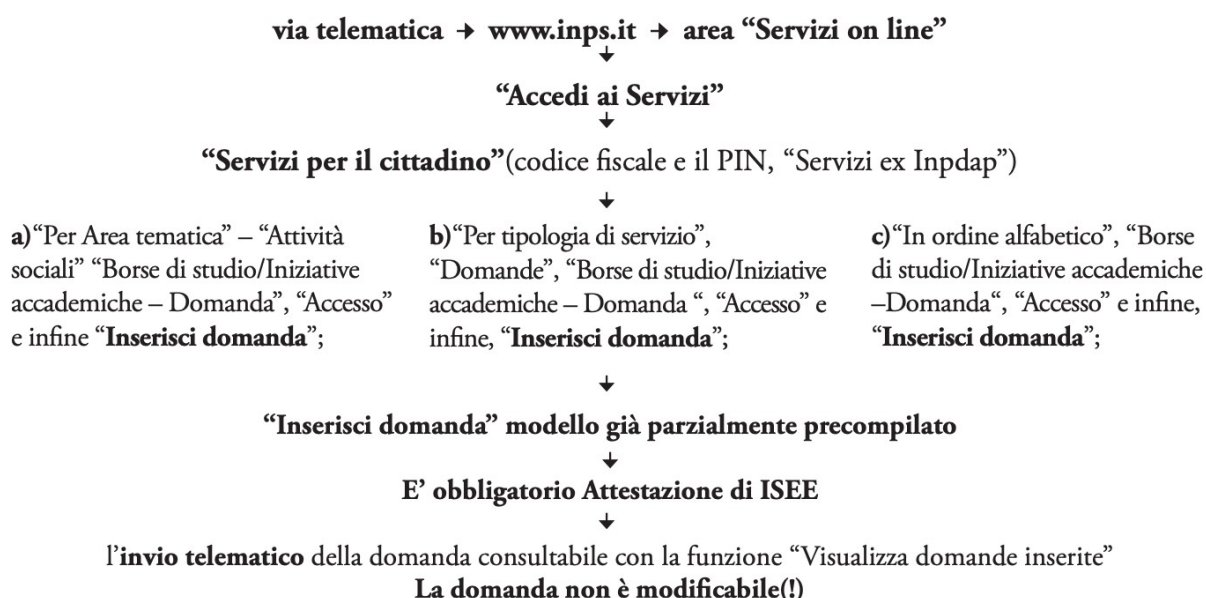 via telematica → www.inps.it → area “Servizi on line”
↓
“Accedi ai Servizi”
↓
“Servizi per il cittadino”(codice fiscale e il PIN, “Servizi ex Inpdap”)
↓
a)“Per Area tematica” – “Attività
sociali” “Borse di studio/Iniziative
accademiche – Domanda”, “Accesso”
e infine “Inserisci domanda”;
b)“Per tipologia di servizio”,
“Domande”, “Borse di studio/Iniziative
accademiche – Domanda “, “Accesso” e
infine, “Inserisci domanda”;
c)“In ordine alfabetico”, “Borse
di studio/Iniziative accademiche
–Domanda“, “Accesso” e infine,
“Inserisci domanda”;
↓
“Inserisci domanda” modello già parzialmente precompilato
↓
E’ obbligatorio Attestazione di ISEE
↓
l’invio telematico della domanda consultabile con la funzione “Visualizza domande inserite”
La domanda non è modificabile(!)